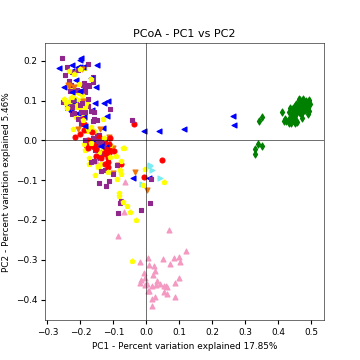 PCoA - PC1 vs PC2
PC2 - Percent variation explained 5.46%
0.2
0.1
0.0
−0.1
−0.2
−0.3
−0.4
−0.3 −0.2 −0.1 0.0 0.1 0.2 0.3 0.4 0.5
PC1 - Percent variation explained 17.85%